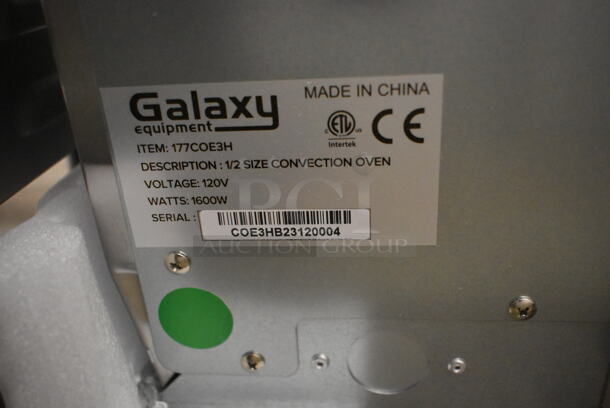 Galaxy
equipment
MADE IN CHINA
ETL
Intertek
ITEM: 177COE3H
DESCRIPTION : 1/2 SIZE CONVECTION OVEN
VOLTAGE: 120V
WATTS: 1600W
SERIAL :
COE3HB23120004
PCI
AUCTION GROUP